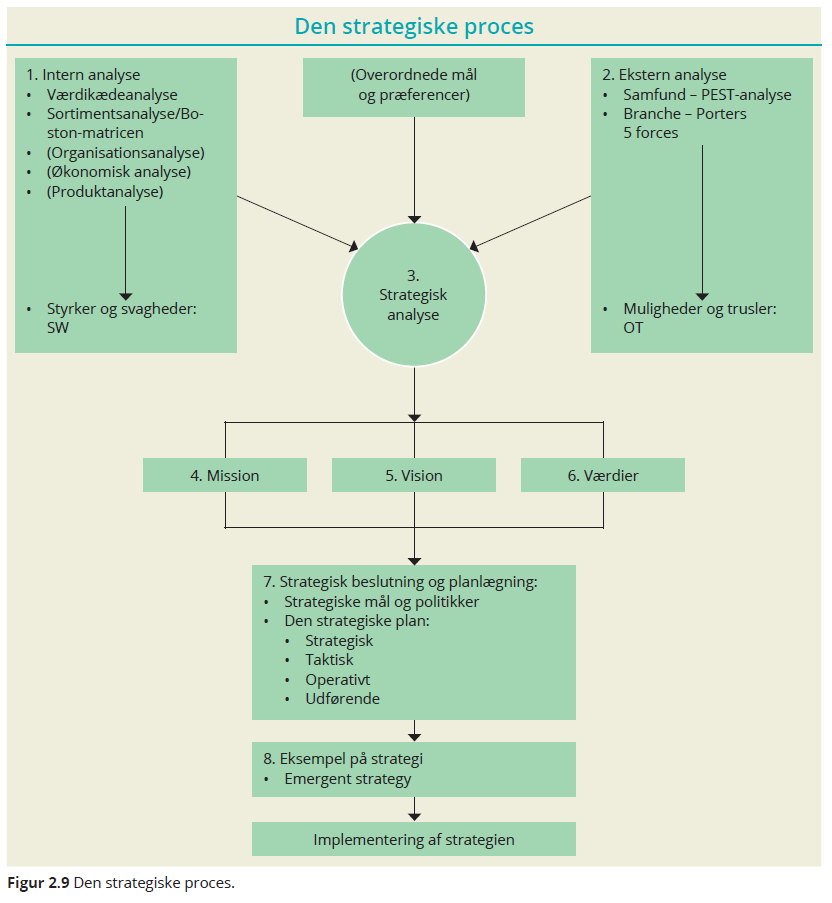 Den strategiske proces
1. Intern analyse
• Værdikædeanalyse
• Sortimentsanalyse/Bo-
ston-matricen
• (Organisationsanalyse)
• (Økonomisk analyse)
• (Produktanalyse)
• Styrker og svagheder:
SW
(Overordnede mål
og præferencer)
2. Ekstern analyse
• Samfund – PEST-analyse
• Branche – Porters
5 forces
• Muligheder og trusler:
OT
3.
Strategisk
analyse
4. Mission
5. Vision
6. Værdier
7. Strategisk beslutning og planlægning:
• Strategiske mål og politikker
• Den strategiske plan:
• Strategisk
• Taktisk
• Operativt
• Udførende
8. Eksempel på strategi
• Emergent strategy
Implementering af strategien
Figur 2.9 Den strategiske proces.